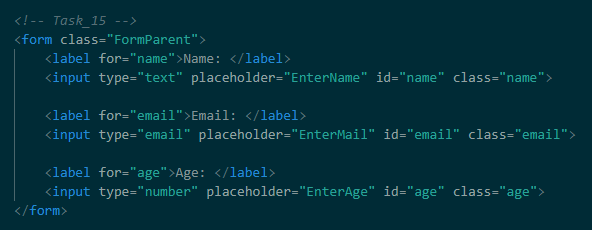 <!-- Task_15 -->
<form class="FormParent">
<label for="name">Name: </label>
<input type="text" placeholder="EnterName" id="name" class="name">
<label for="email">Email: </label>
<input type="email" placeholder="EnterMail" id="email" class="email">
<label for="age">Age: </label>
<input type="number" placeholder="EnterAge" id="age" class="age">
</form>